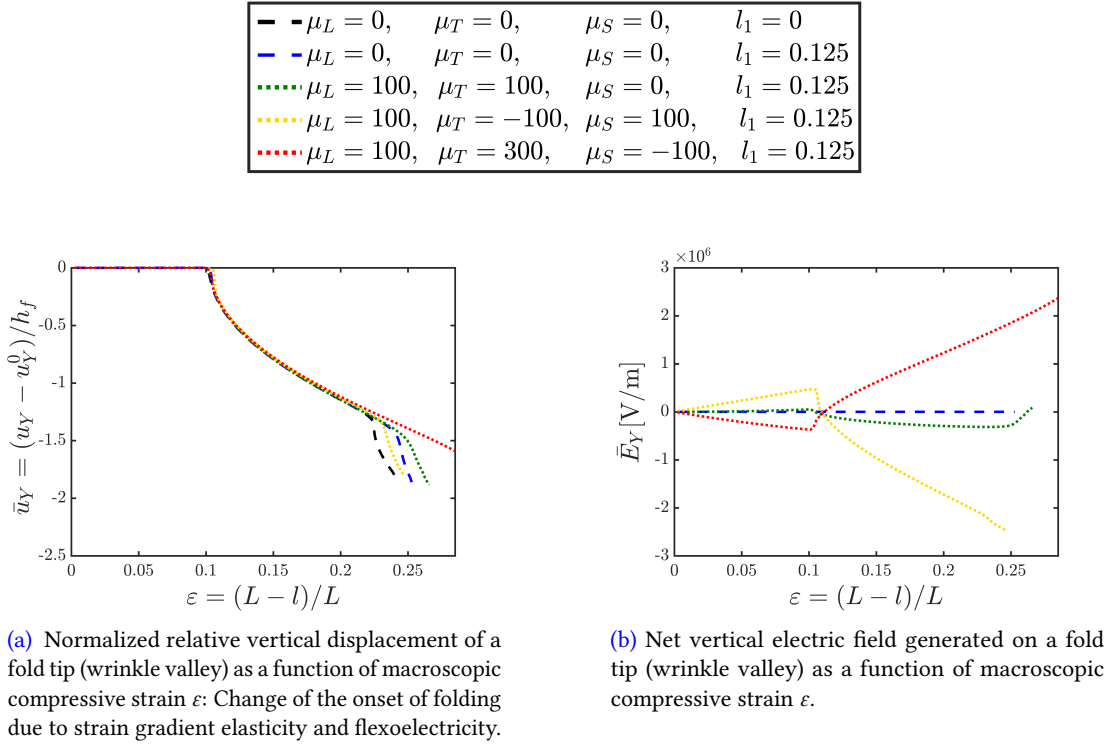 μ_L = 0, μ_T = 0, μ_S = 0, l_1 = 0
μ_L = 0, μ_T = 0, μ_S = 0, l_1 = 0.125
μ_L = 100, μ_T = 100, μ_S = 0, l_1 = 0.125
μ_L = 100, μ_T = −100, μ_S = 100, l_1 = 0.125
μ_L = 100, μ_T = 300, μ_S = −100, l_1 = 0.125
0
-0.5
-1
-1.5
-2
-2.5
ū_Y = (u_Y − u_Y^0)/h_f
0 0.05 0.1 0.15 0.2 0.25
ε = (L − l)/L
×10^6
3
2
1
0
-1
-2
-3
Ē_Y [V/m]
0 0.05 0.1 0.15 0.2 0.25
ε = (L − l)/L
(a) Normalized relative vertical displacement of a
fold tip (wrinkle valley) as a function of macroscopic
compressive strain ε: Change of the onset of folding
due to strain gradient elasticity and flexoelectricity.
(b) Net vertical electric field generated on a fold
tip (wrinkle valley) as a function of macroscopic
compressive strain ε.